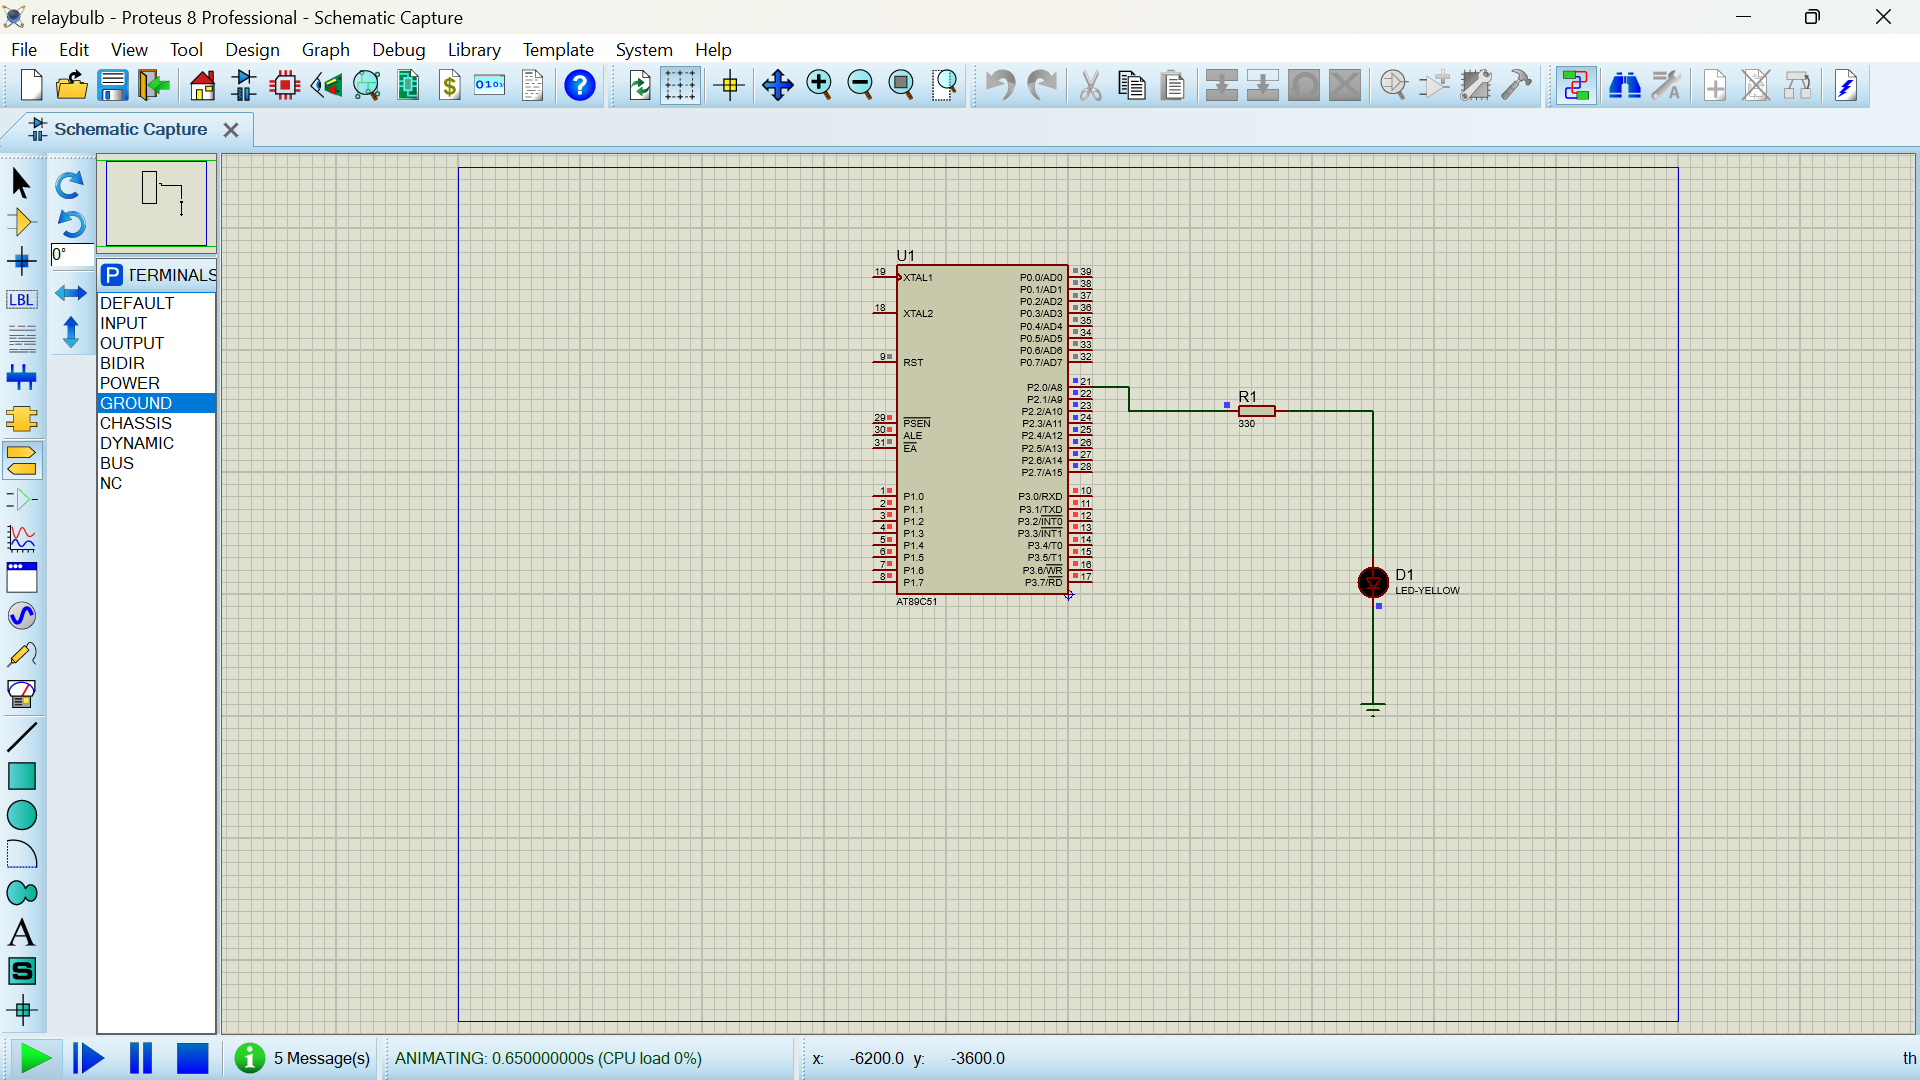 relaybulb - Proteus 8 Professional - Schematic Capture
File Edit View Tool Design Graph Debug Library Template System Help
Schematic Capture
LBL
0°
P TERMINALS
DEFAULT
INPUT
OUTPUT
BIDIR
POWER
GROUND
CHASSIS
DYNAMIC
BUS
NC
A
S
U1
19 XTAL1
18 XTAL2
9 RST
29 PSEN
30 ALE
31 EA
1 P1.0
2 P1.1
3 P1.2
4 P1.3
5 P1.4
6 P1.5
7 P1.6
8 P1.7
P0.0/AD0 39
P0.1/AD1 38
P0.2/AD2 37
P0.3/AD3 36
P0.4/AD4 35
P0.5/AD5 34
P0.6/AD6 33
P0.7/AD7 32
P2.0/A8 21
P2.1/A9 22
P2.2/A10 23
P2.3/A11 24
P2.4/A12 25
P2.5/A13 26
P2.6/A14 27
P2.7/A15 28
P3.0/RXD 10
P3.1/TXD 11
P3.2/INT0 12
P3.3/INT1 13
P3.4/T0 14
P3.5/T1 15
P3.6/WR 16
P3.7/RD 17
AT89C51
R1
330
D1
LED-YELLOW
5 Message(s) ANIMATING: 0.650000000s (CPU load 0%) x: -6200.0 y: -3600.0 th